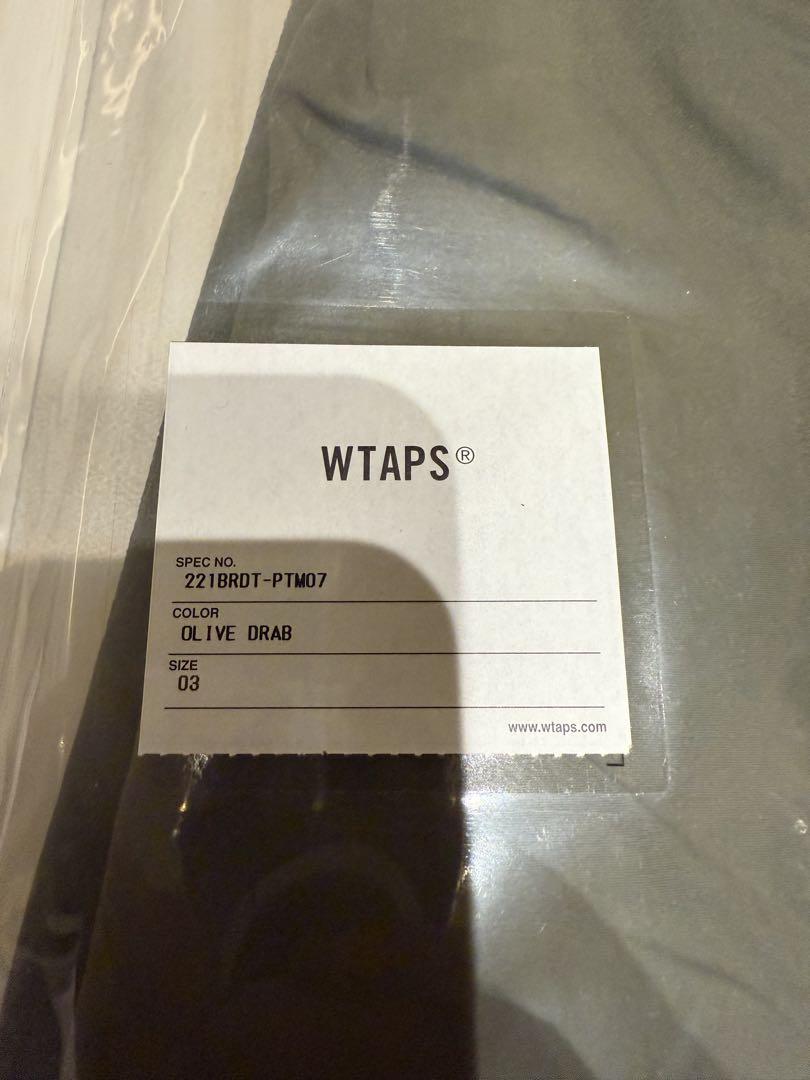 WTAPS®
SPEC NO.
221BRDT-PTM07
COLOR
OLIVE DRAB
SIZE
03
www.wtaps.com